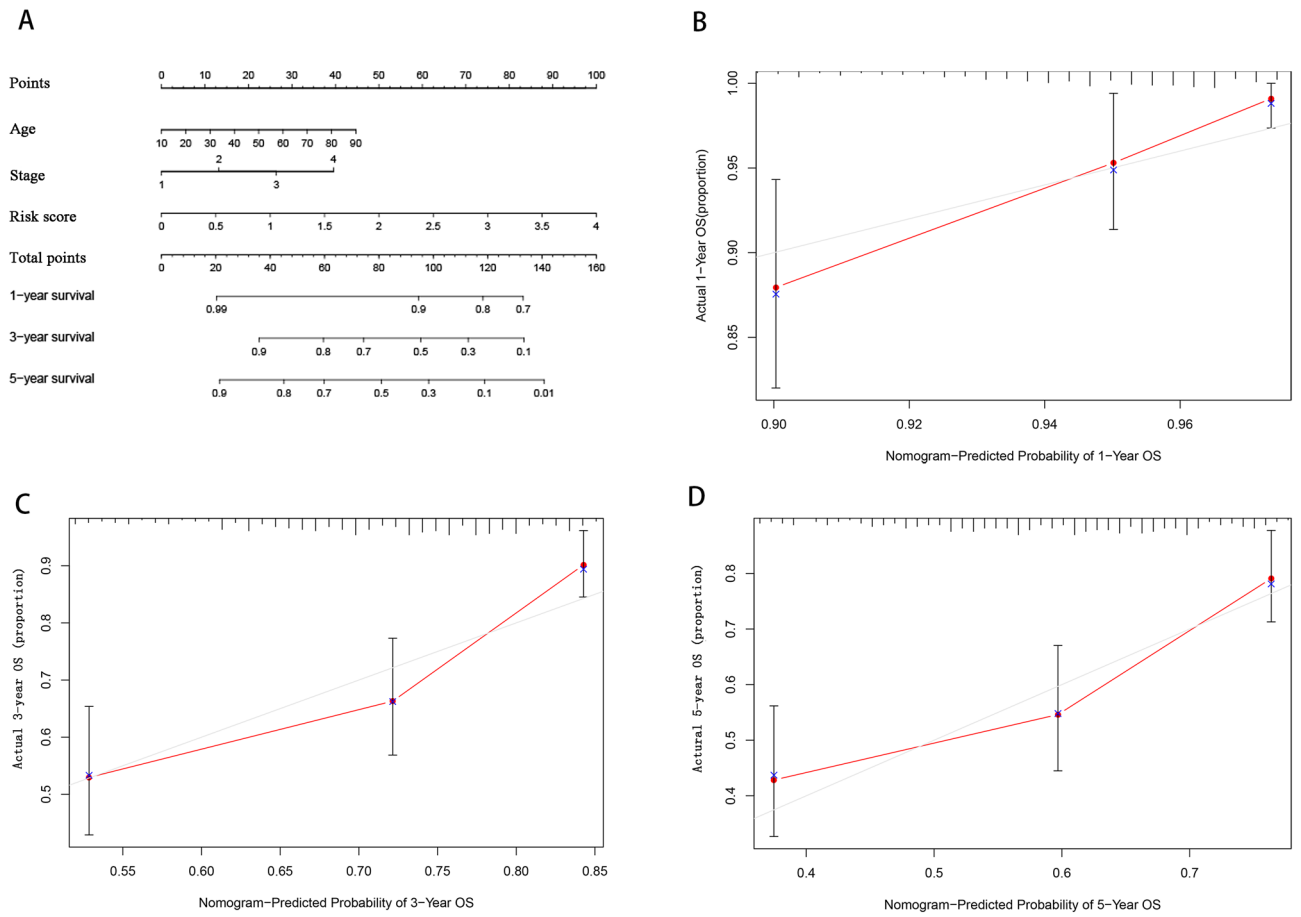 A
Points
0 10 20 30 40 50 60 70 80 90 100
Age
10 20 30 40 50 60 70 80 90
2 4
Stage
1 3
Risk score
0 0.5 1 1.5 2 2.5 3 3.5 4
Total points
0 20 40 60 80 100 120 140 160
1−year survival
0.99 0.9 0.8 0.7
3−year survival
0.9 0.8 0.7 0.5 0.3 0.1
5−year survival
0.9 0.8 0.7 0.5 0.3 0.1 0.01
B
Actual 1−Year OS(proportion)
1.00
0.95
0.90
0.85
0.90 0.92 0.94 0.96
Nomogram−Predicted Probability of 1−Year OS
C
Actual 3-year OS (proportion)
0.9
0.8
0.7
0.6
0.5
0.55 0.60 0.65 0.70 0.75 0.80 0.85
Nomogram−Predicted Probability of 3−Year OS
D
Actural 5-year OS (proportion)
0.8
0.7
0.6
0.5
0.4
0.4 0.5 0.6 0.7
Nomogram−Predicted Probability of 5−Year OS